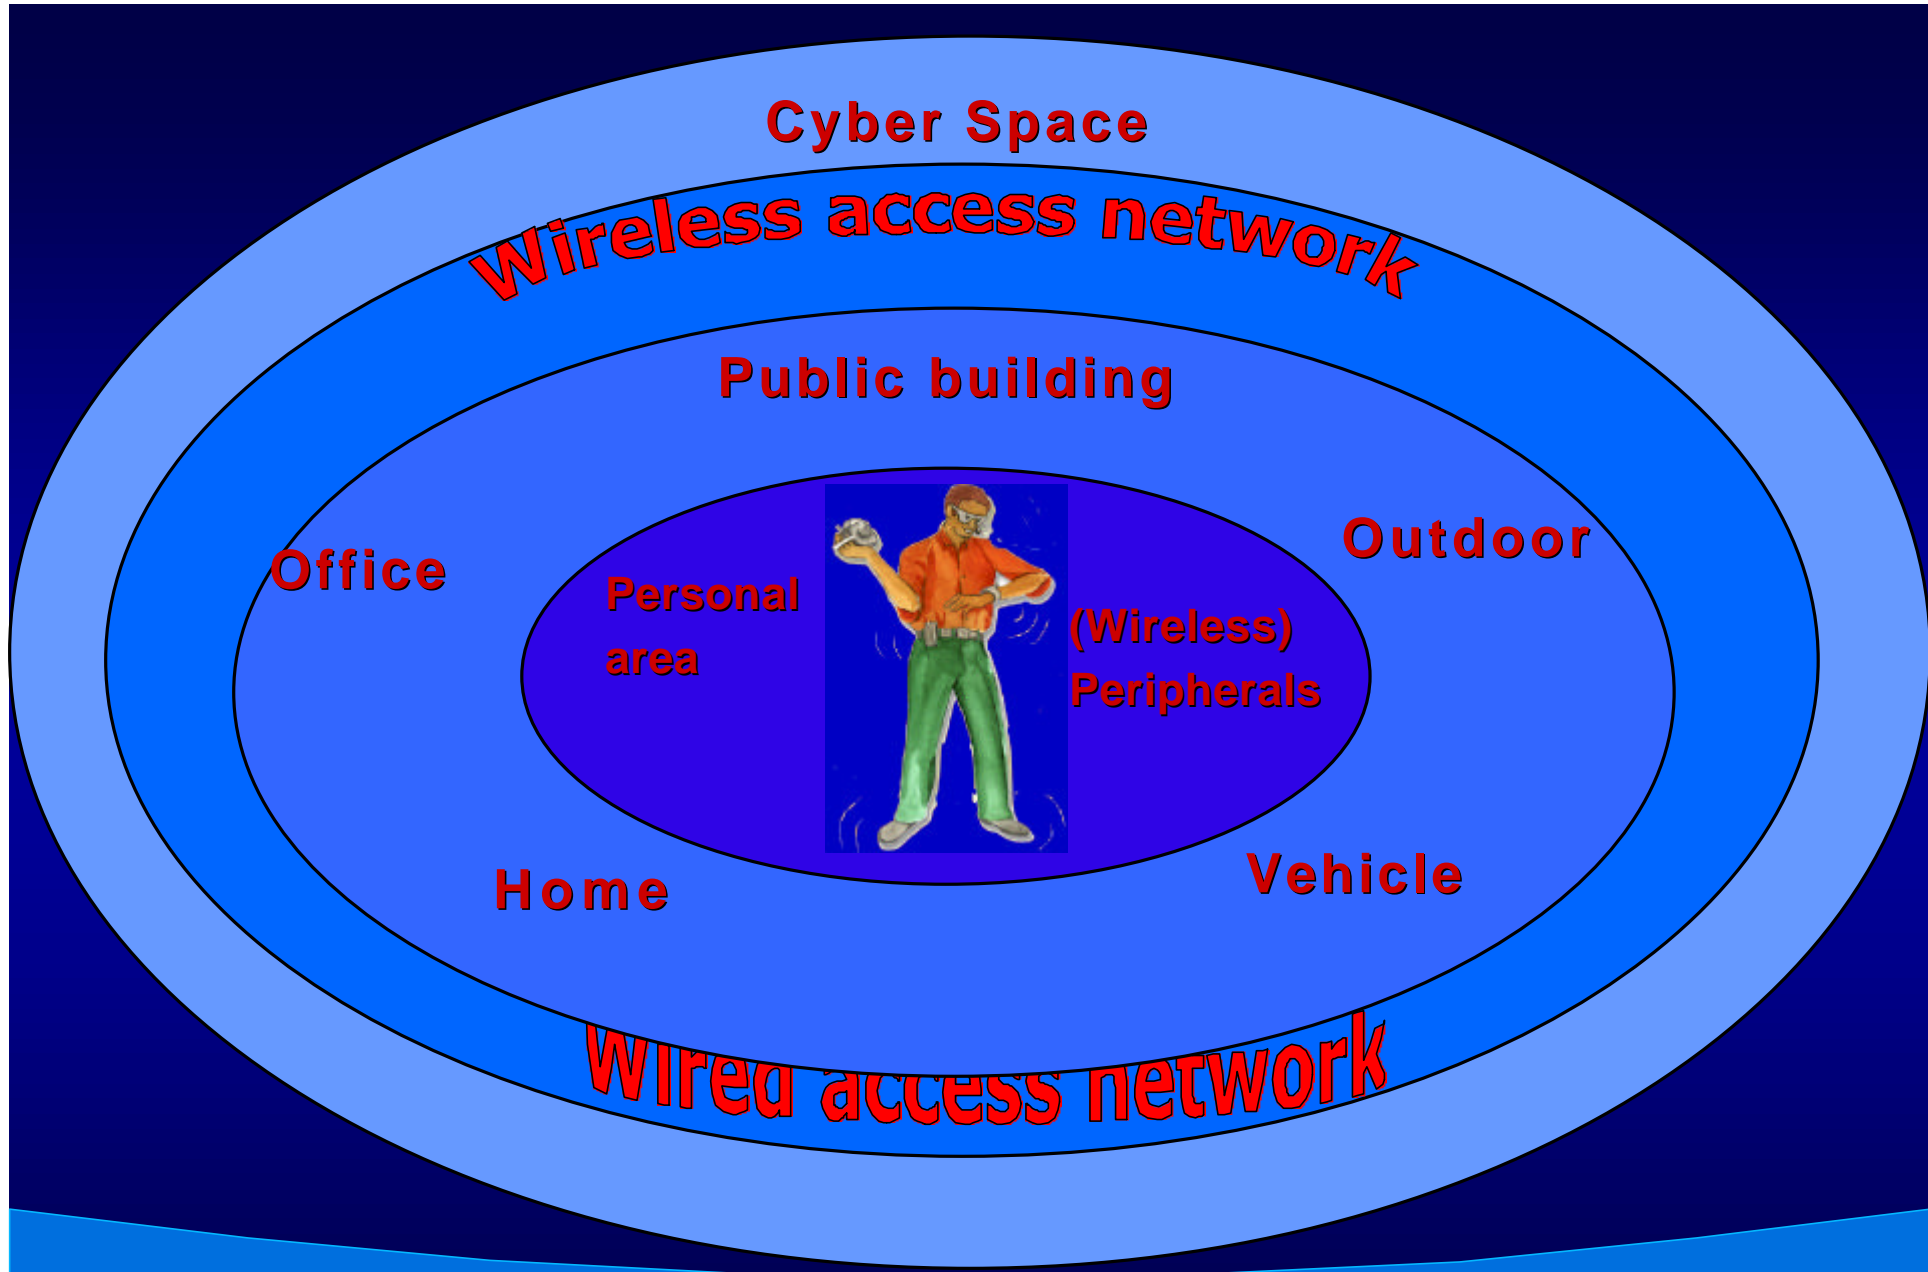 Cyber Space
Wireless access network
Public building
Outdoor
Office
Personal
area
(Wireless)
Peripherals
Vehicle
Home
Wired access network